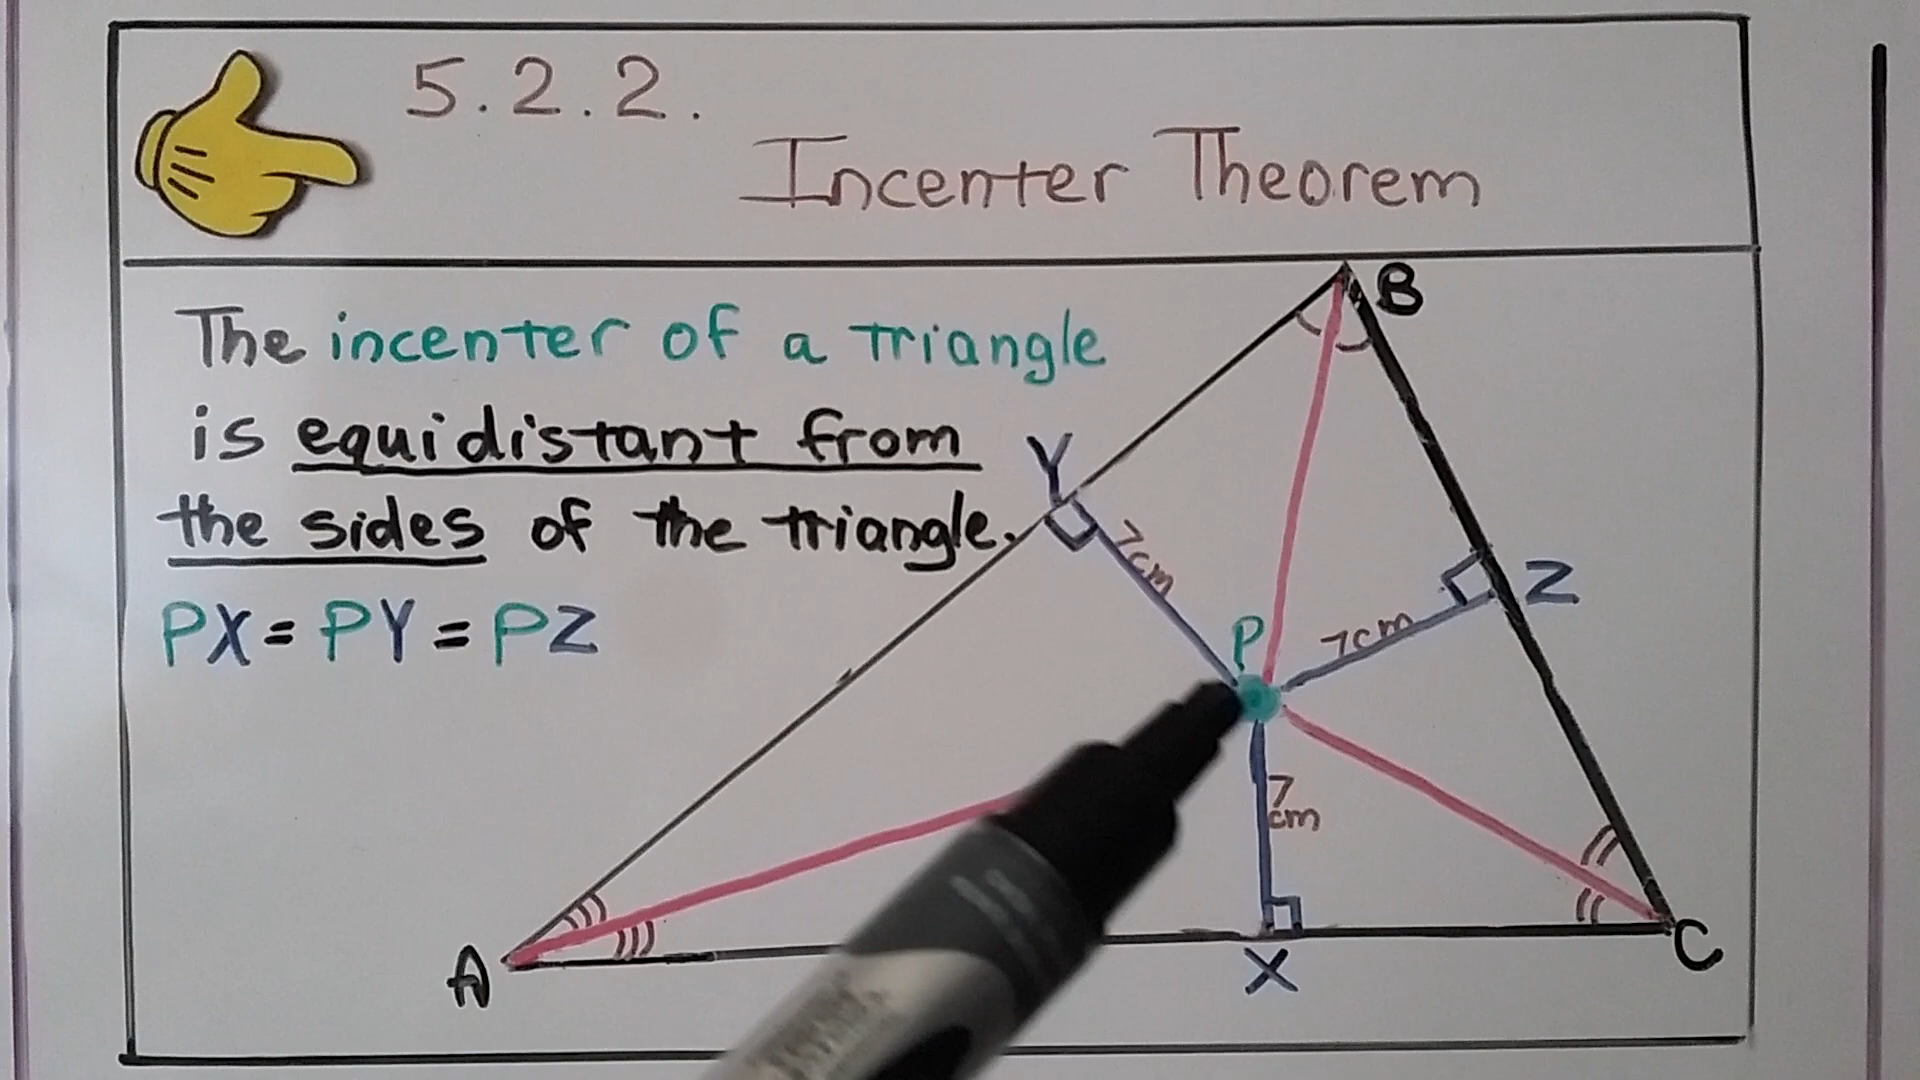 5.2.2.
Incenter Theorem
The incenter of a triangle
is equidistant from
the sides of the triangle.
PX = PY = PZ
B
Y
7cm
Z
P
7cm
7
cm
A
X
C